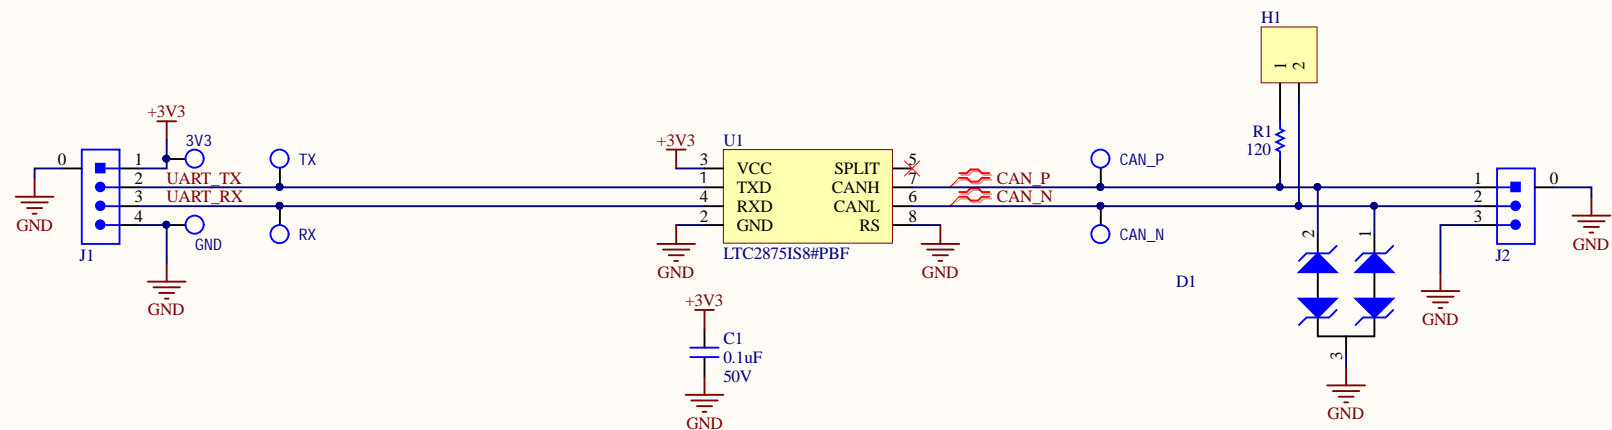 H1
1
2
R1
120
+3V3
3V3
0
1
2
3
4
UART_TX
UART_RX
TX
RX
GND
GND
J1
GND
+3V3
U1
3
VCC
SPLIT
5
1
TXD
CANH
7
4
RXD
CANL
6
2
GND
RS
8
LTC2875IS8#PBF
GND
GND
CAN_P
CAN_N
CAN_P
CAN_N
1
2
3
0
J2
GND
GND
2
1
D1
3
GND
+3V3
C1
0.1uF
50V
GND